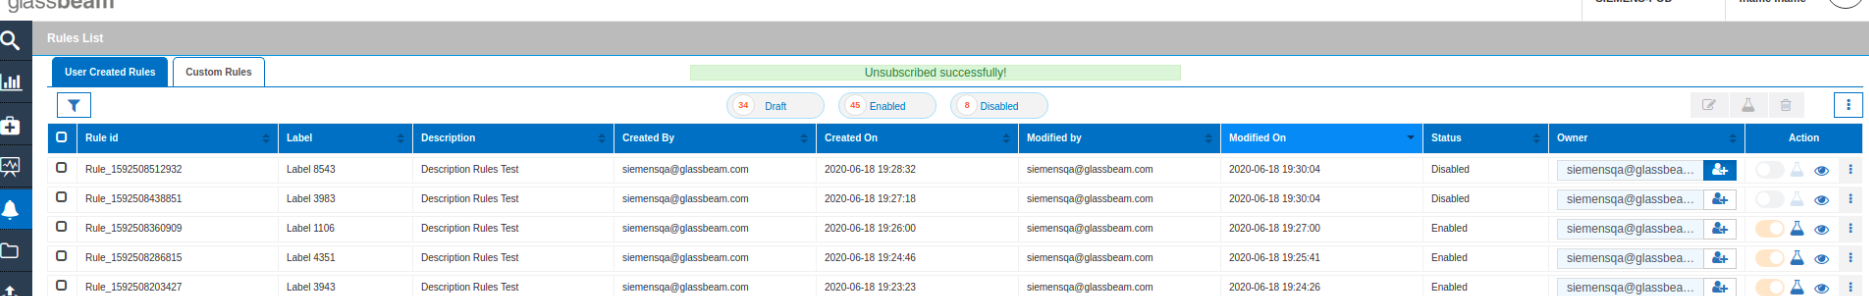 glassbeam
Rules List
User Created Rules Custom Rules Unsubscribed successfully!
34 Draft 45 Enabled 8 Disabled
Rule id Label Description Created By Created On Modified by Modified On Status Owner Action
Rule_1592508512932 Label 8543 Description Rules Test siemensqa@glassbeam.com 2020-06-18 19:28:32 siemensqa@glassbeam.com 2020-06-18 19:30:04 Disabled siemensqa@glassbea...
Rule_1592508438851 Label 3983 Description Rules Test siemensqa@glassbeam.com 2020-06-18 19:27:18 siemensqa@glassbeam.com 2020-06-18 19:30:04 Disabled siemensqa@glassbea...
Rule_1592508360909 Label 1106 Description Rules Test siemensqa@glassbeam.com 2020-06-18 19:26:00 siemensqa@glassbeam.com 2020-06-18 19:27:00 Enabled siemensqa@glassbea...
Rule_1592508286815 Label 4351 Description Rules Test siemensqa@glassbeam.com 2020-06-18 19:24:46 siemensqa@glassbeam.com 2020-06-18 19:25:41 Enabled siemensqa@glassbea...
Rule_1592508203427 Label 3943 Description Rules Test siemensqa@glassbeam.com 2020-06-18 19:23:23 siemensqa@glassbeam.com 2020-06-18 19:24:26 Enabled siemensqa@glassbea...